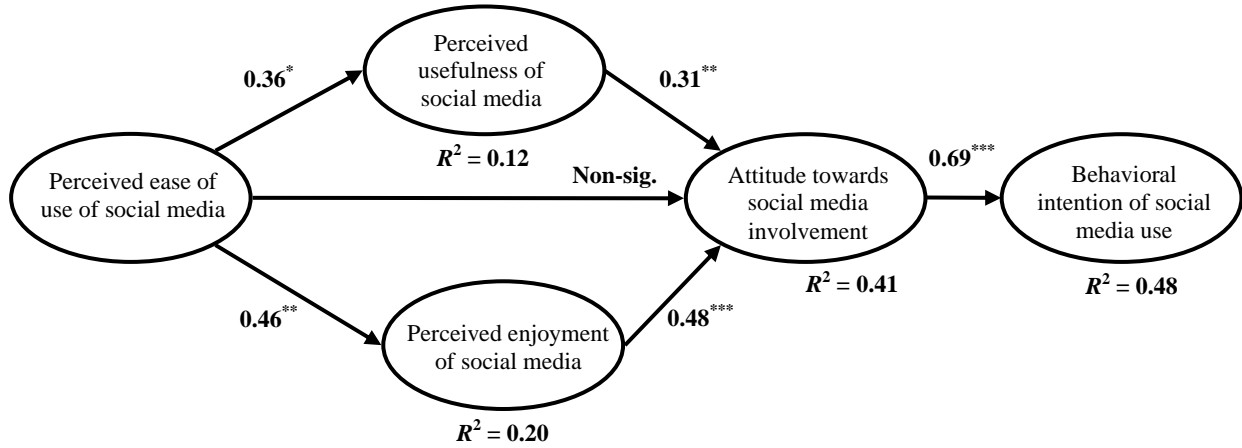 Perceived
usefulness of
social media
0.36*
0.31**
R² = 0.12
Non-sig.
0.69***
Perceived ease of
use of social media
Attitude towards
social media
involvement
Behavioral
intention of social
media use
R² = 0.41
R² = 0.48
0.46**
0.48***
Perceived enjoyment
of social media
R² = 0.20